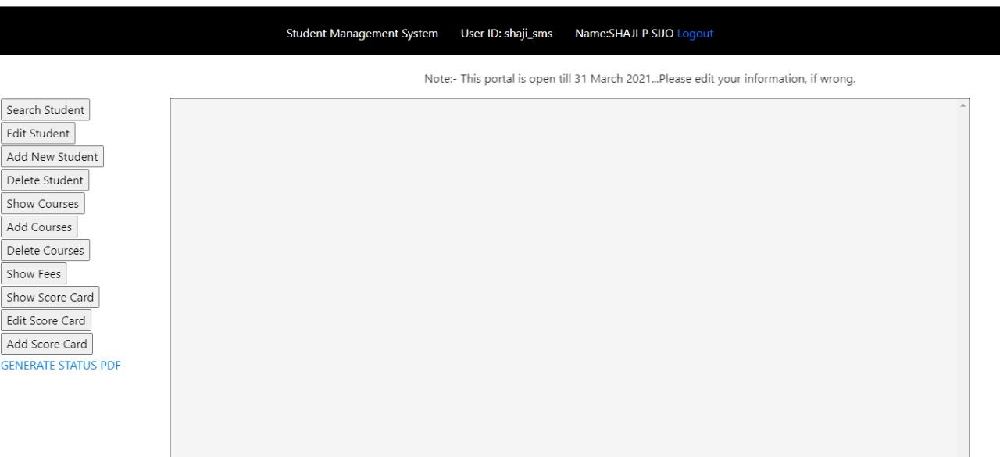 Student Management System User ID: shaji_sms Name:SHAJI P SIJO Logout
Note:- This portal is open till 31 March 2021...Please edit your information, if wrong.
Search Student
Edit Student
Add New Student
Delete Student
Show Courses
Add Courses
Delete Courses
Show Fees
Show Score Card
Edit Score Card
Add Score Card
GENERATE STATUS PDF